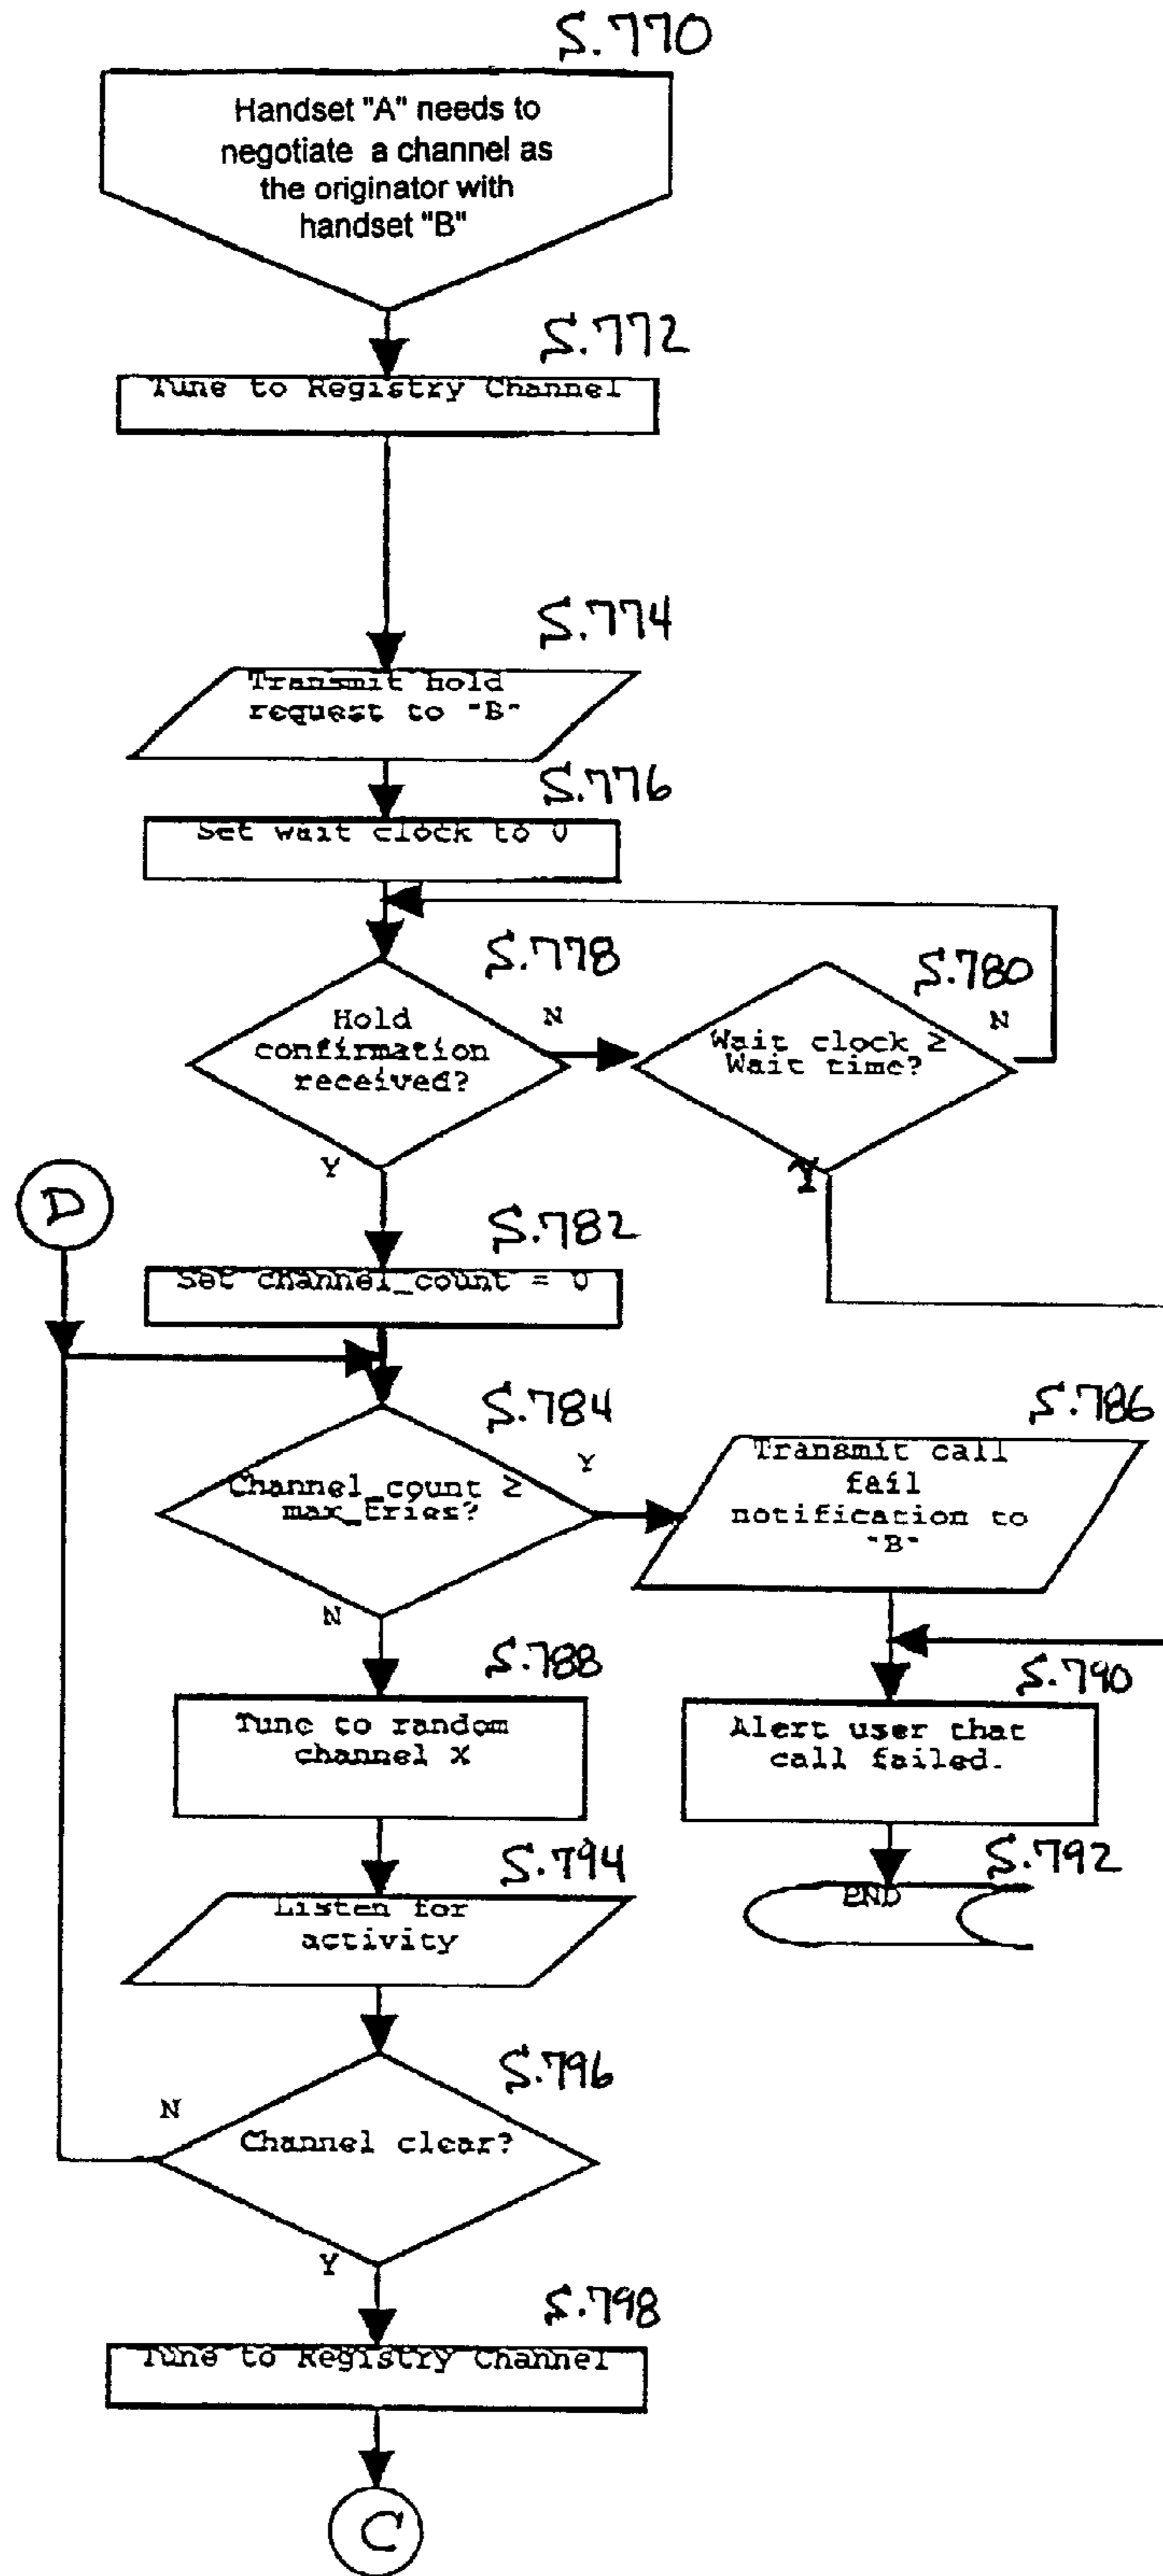 S.770
Handset "A" needs to
negotiate a channel as
the originator with
handset "B"
S.772
Tune to Registry Channel
S.774
Transmit hold
request to "B"
S.776
Set wait clock to 0
S.778
Hold
confirmation
received?
N
Y
S.780
Wait clock ≥
Wait time?
N
Y
D
S.782
Set channel_count = 0
S.784
Channel_count ≥
max_tries?
Y
N
S.786
Transmit call
fail
notification to
"B"
S.788
Tune to random
channel X
S.790
Alert user that
call failed.
S.794
Listen for
activity
S.792
END
S.796
Channel clear?
N
Y
S.798
Tune to Registry Channel
C